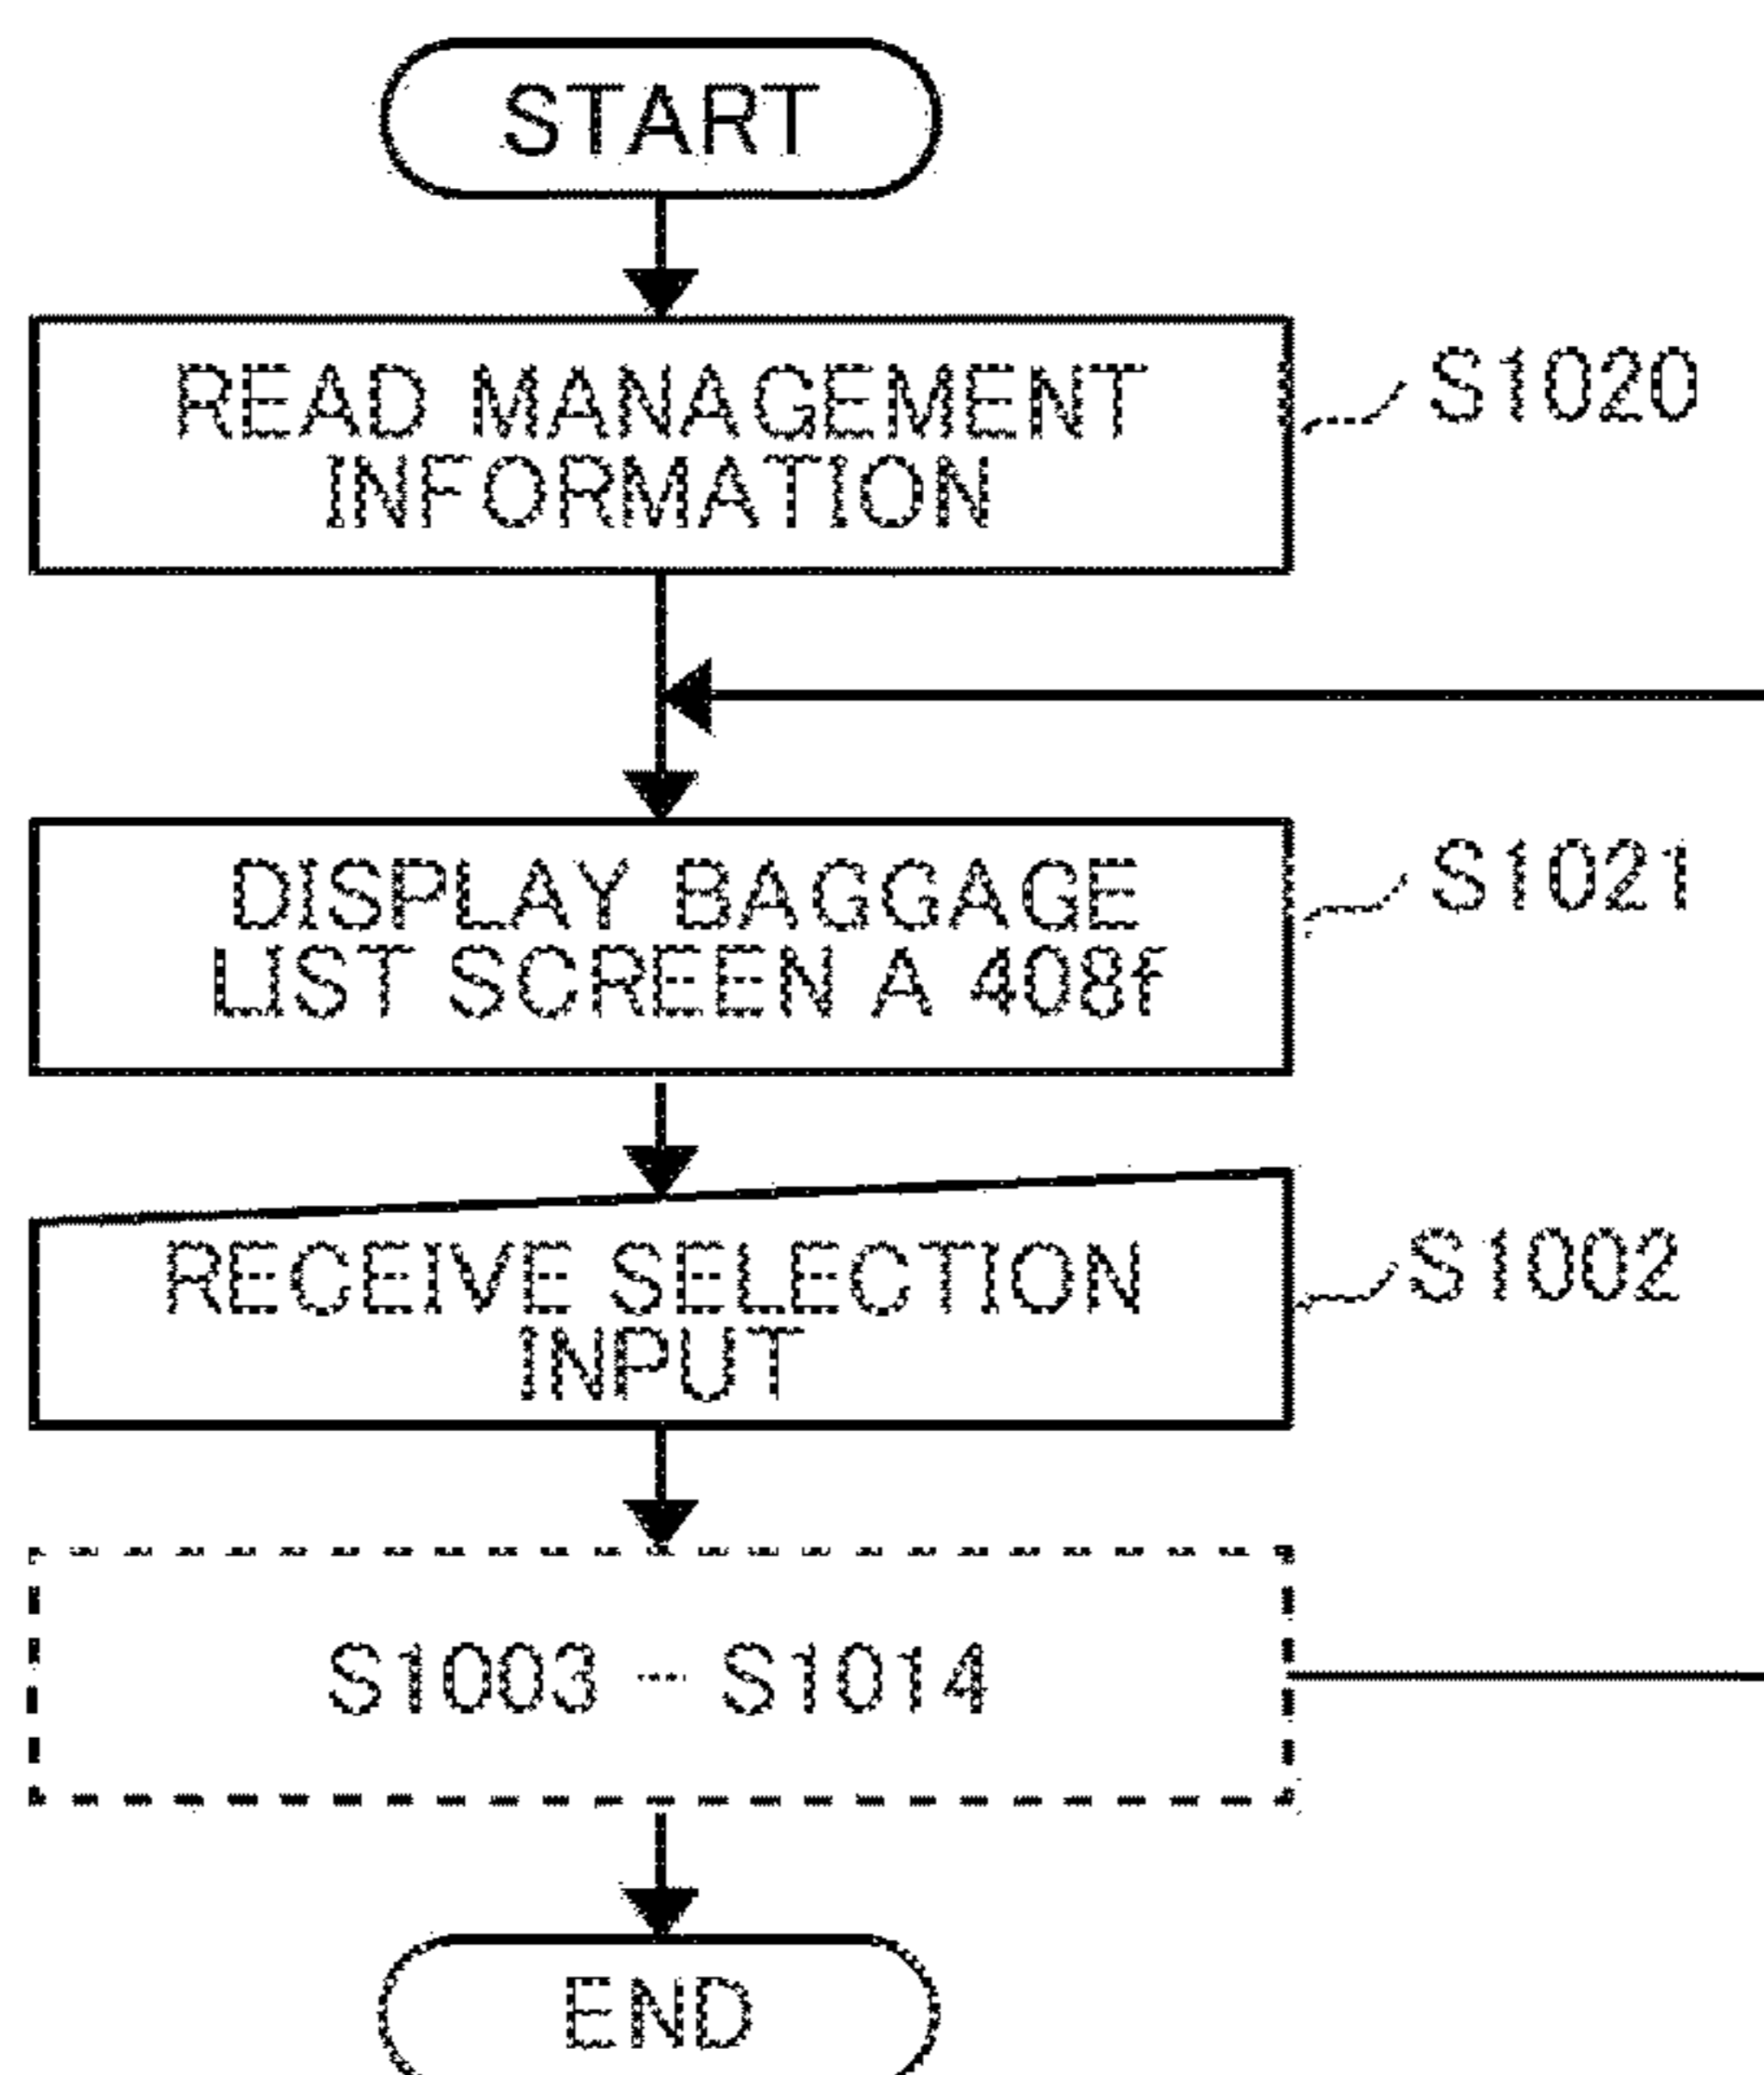 START
READ MANAGEMENT
INFORMATION
S1020
DISPLAY BAGGAGE
LIST SCREEN A 408f
S1021
RECEIVE SELECTION
INPUT
S1002
S1003 - S1014
END